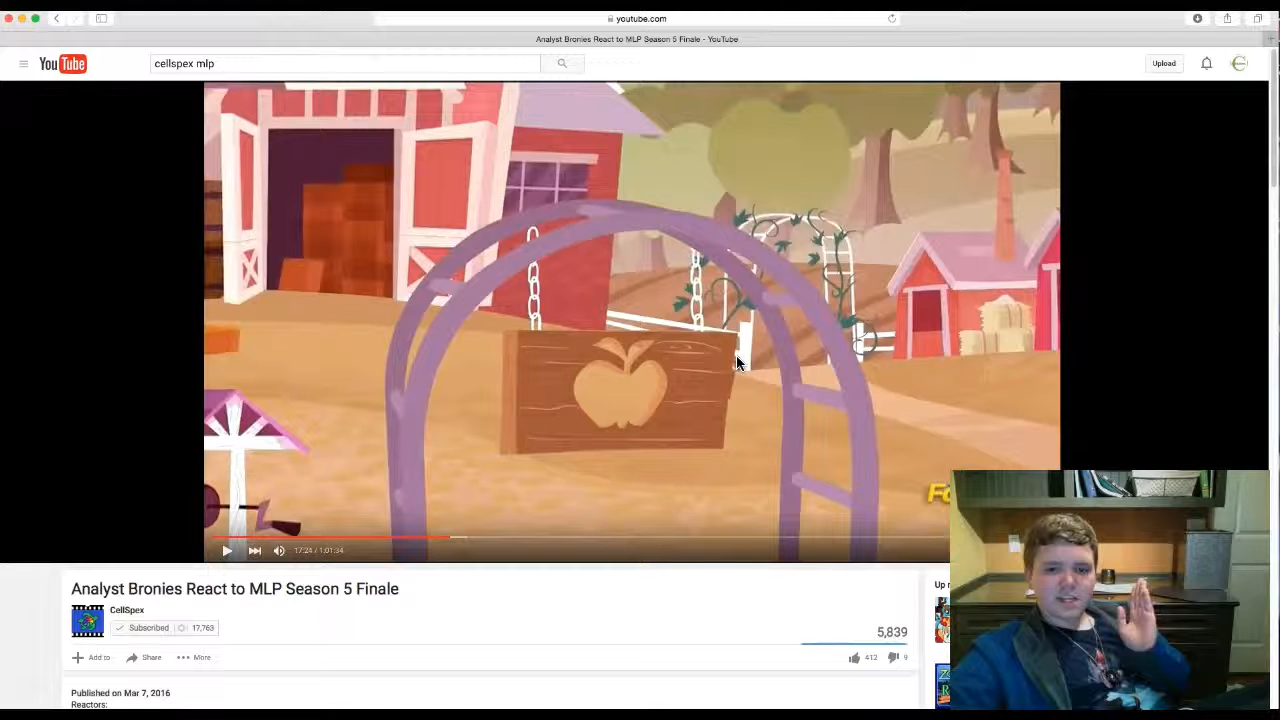 youtube.com
Analyst Bronies React to MLP Season 5 Finale - YouTube
YouTube
cellspex mlp
Upload
17:24 / 1:01:34
Analyst Bronies React to MLP Season 5 Finale
CellSpex
Subscribed 17,763
5,839
Add to Share More
412 9
Published on Mar 7, 2016
Reactors: